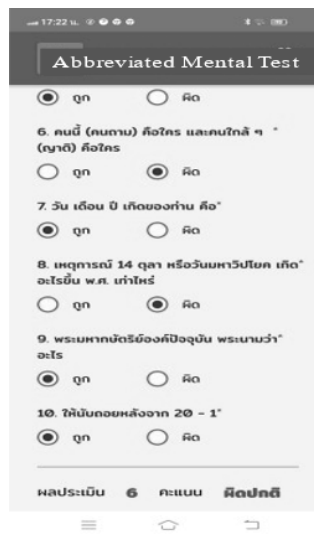 17:22 น.
Abbreviated Mental Test
ถูก ผิด
6. คนนี้ (คนถาม) คือใคร และคนใกล้ ๆ *
(ญาติ) คือใคร
ถูก ผิด
7. วัน เดือน ปี เกิดของท่าน คือ*
ถูก ผิด
8. เหตุการณ์ 14 ตุลา หรือวันมหาวิปโยค เกิด*
อะไรขึ้น พ.ศ. เท่าไหร่
ถูก ผิด
9. พระมหากษัตริย์องค์ปัจจุบัน พระนามว่า*
อะไร
ถูก ผิด
10. ให้นับถอยหลังจาก 20 - 1*
ถูก ผิด
ผลประเมิน 6 คะแนน ผิดปกติ